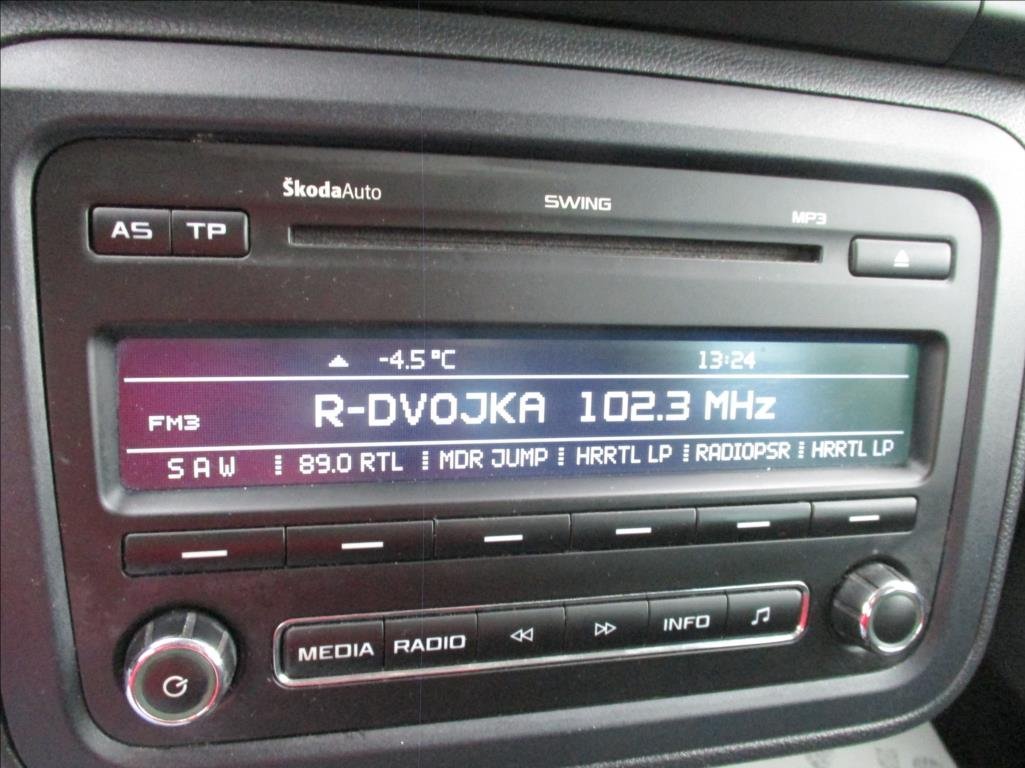 ŠkodaAuto SWING MP3
AS TP
-4.5°C 13:24
FM3 R-DVOJKA 102.3 MHz
SAW 89.0 RTL MDR JUMP HRRTL LP RADIOPSR HRRTL LP
MEDIA RADIO INFO